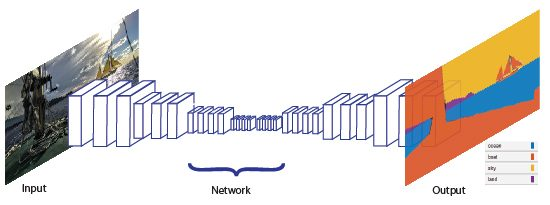 Input
Network
Output
ocean
boat
sky
land